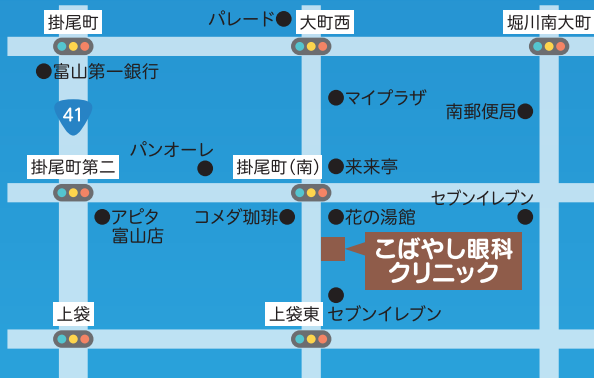 掛尾町
パレード
大町西
堀川南大町
富山第一銀行
マイプラザ
41
南郵便局
パンオーレ
掛尾町第二
掛尾町(南)
来来亭
セブンイレブン
アピタ
富山店
コメダ珈琲
花の湯館
こばやし眼科
クリニック
上袋
上袋東
セブンイレブン